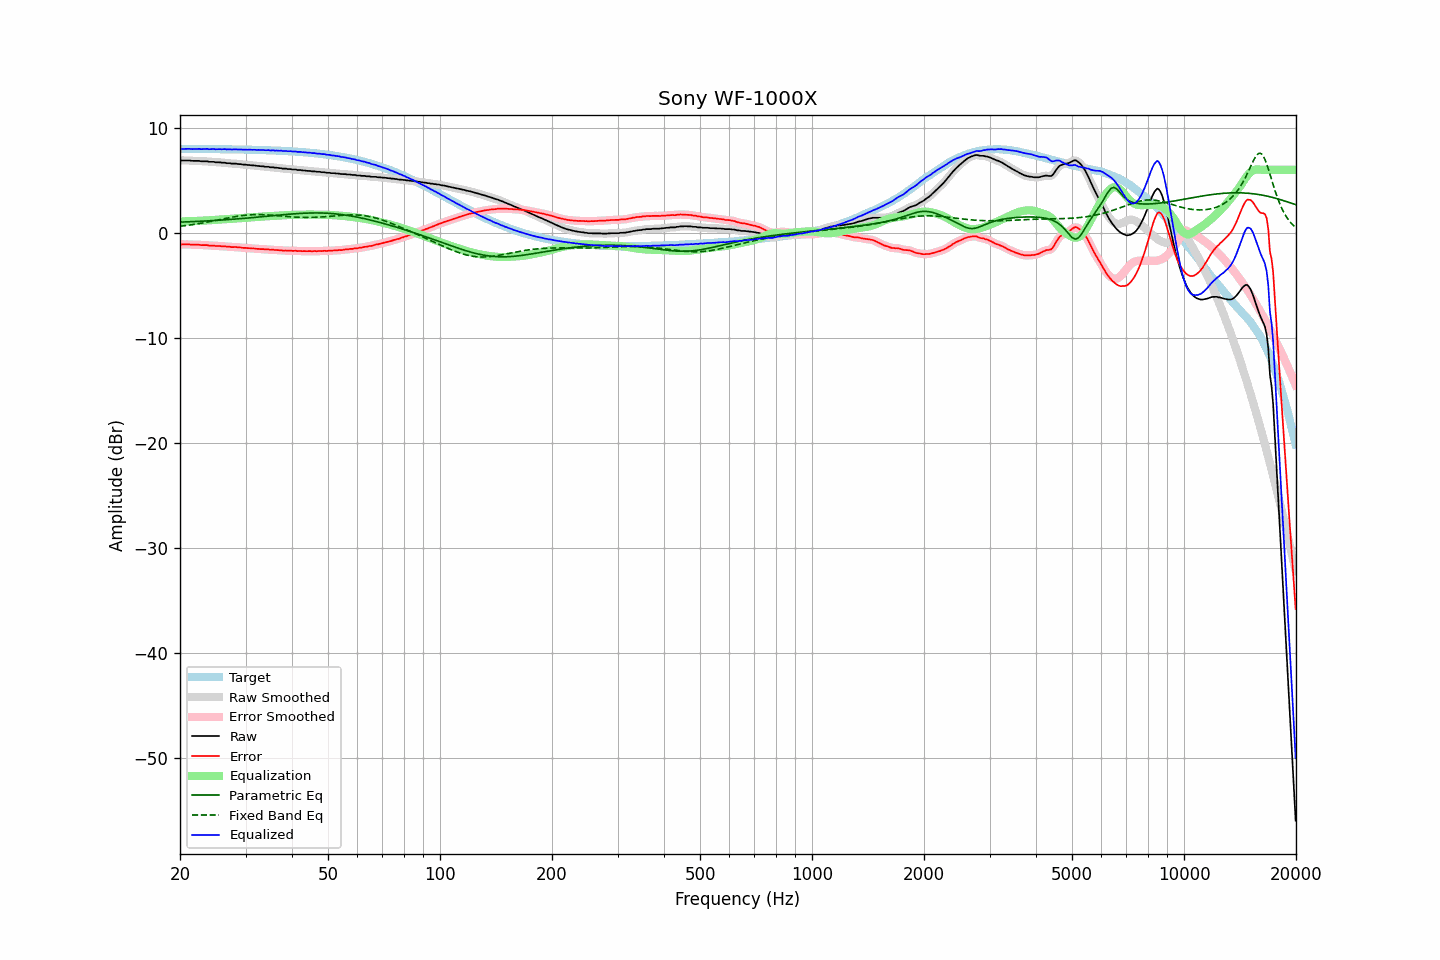 Sony WF-1000X
Amplitude (dBr)
10
0
−10
−20
−30
−40
−50
Target
Raw Smoothed
Error Smoothed
Raw
Error
Equalization
Parametric Eq
Fixed Band Eq
Equalized
20
50
100
200
500
1000
2000
5000
10000
20000
Frequency (Hz)